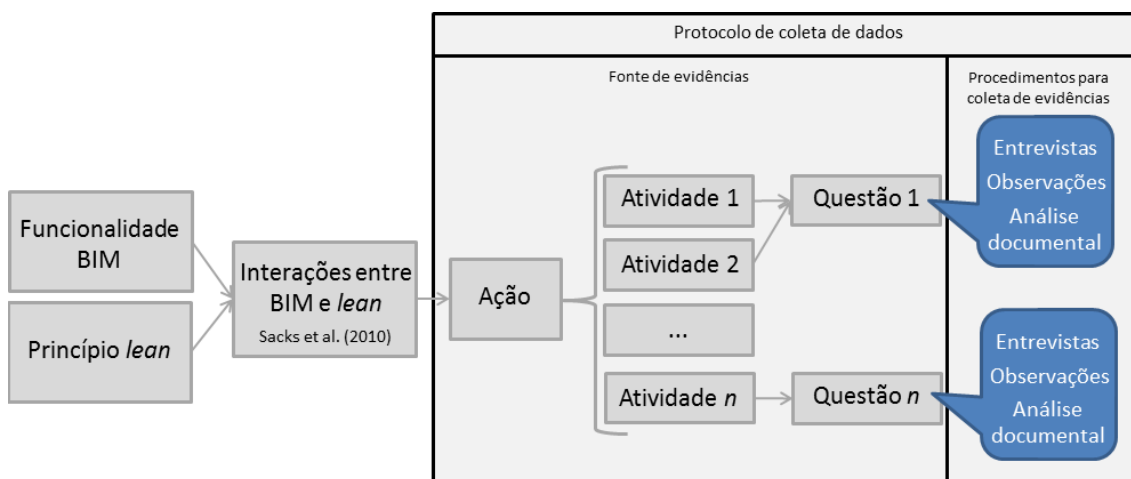 Protocolo de coleta de dados
Fonte de evidências
Procedimentos para
coleta de evidências
Funcionalidade
BIM
Princípio lean
Interações entre
BIM e lean
Sacks et al. (2010)
Ação
Atividade 1
Atividade 2
...
Atividade n
Questão 1
Questão n
Entrevistas
Observações
Análise
documental
Entrevistas
Observações
Análise
documental